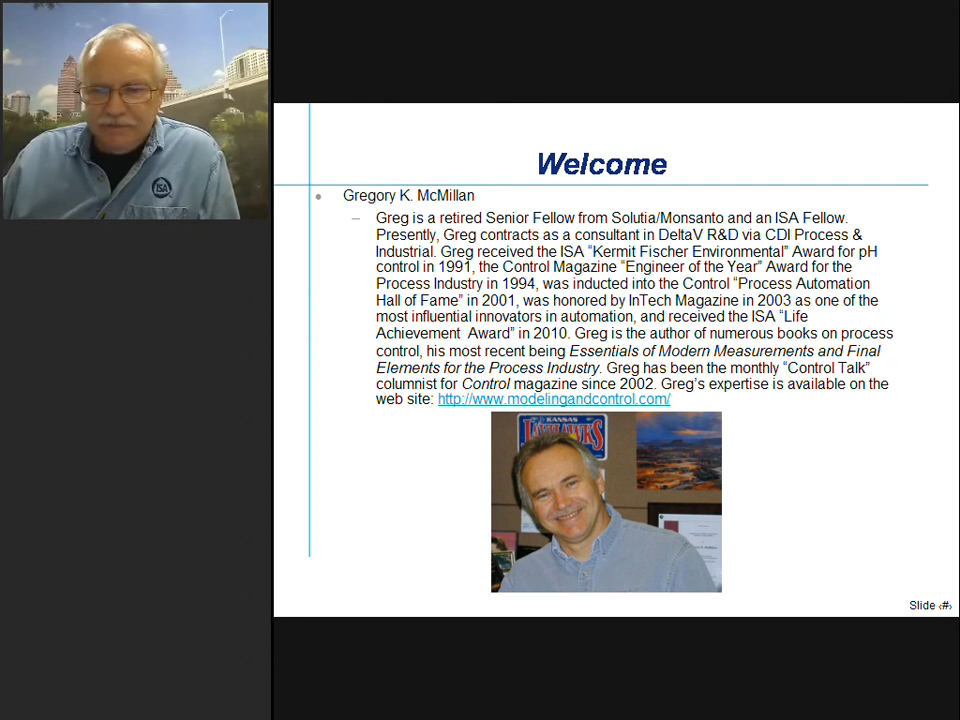 ISA
Welcome
Gregory K. McMillan
– Greg is a retired Senior Fellow from Solutia/Monsanto and an ISA Fellow.
Presently, Greg contracts as a consultant in DeltaV R&D via CDI Process &
Industrial. Greg received the ISA “Kermit Fischer Environmental” Award for pH
control in 1991, the Control Magazine “Engineer of the Year” Award for the
Process Industry in 1994, was inducted into the Control “Process Automation
Hall of Fame” in 2001, was honored by InTech Magazine in 2003 as one of the
most influential innovators in automation, and received the ISA “Life
Achievement Award” in 2010. Greg is the author of numerous books on process
control, his most recent being Essentials of Modern Measurements and Final
Elements for the Process Industry. Greg has been the monthly “Control Talk”
columnist for Control magazine since 2002. Greg’s expertise is available on the
web site: http://www.modelingandcontrol.com/
KANSAS
JAYHAWKS
Slide ‹#›